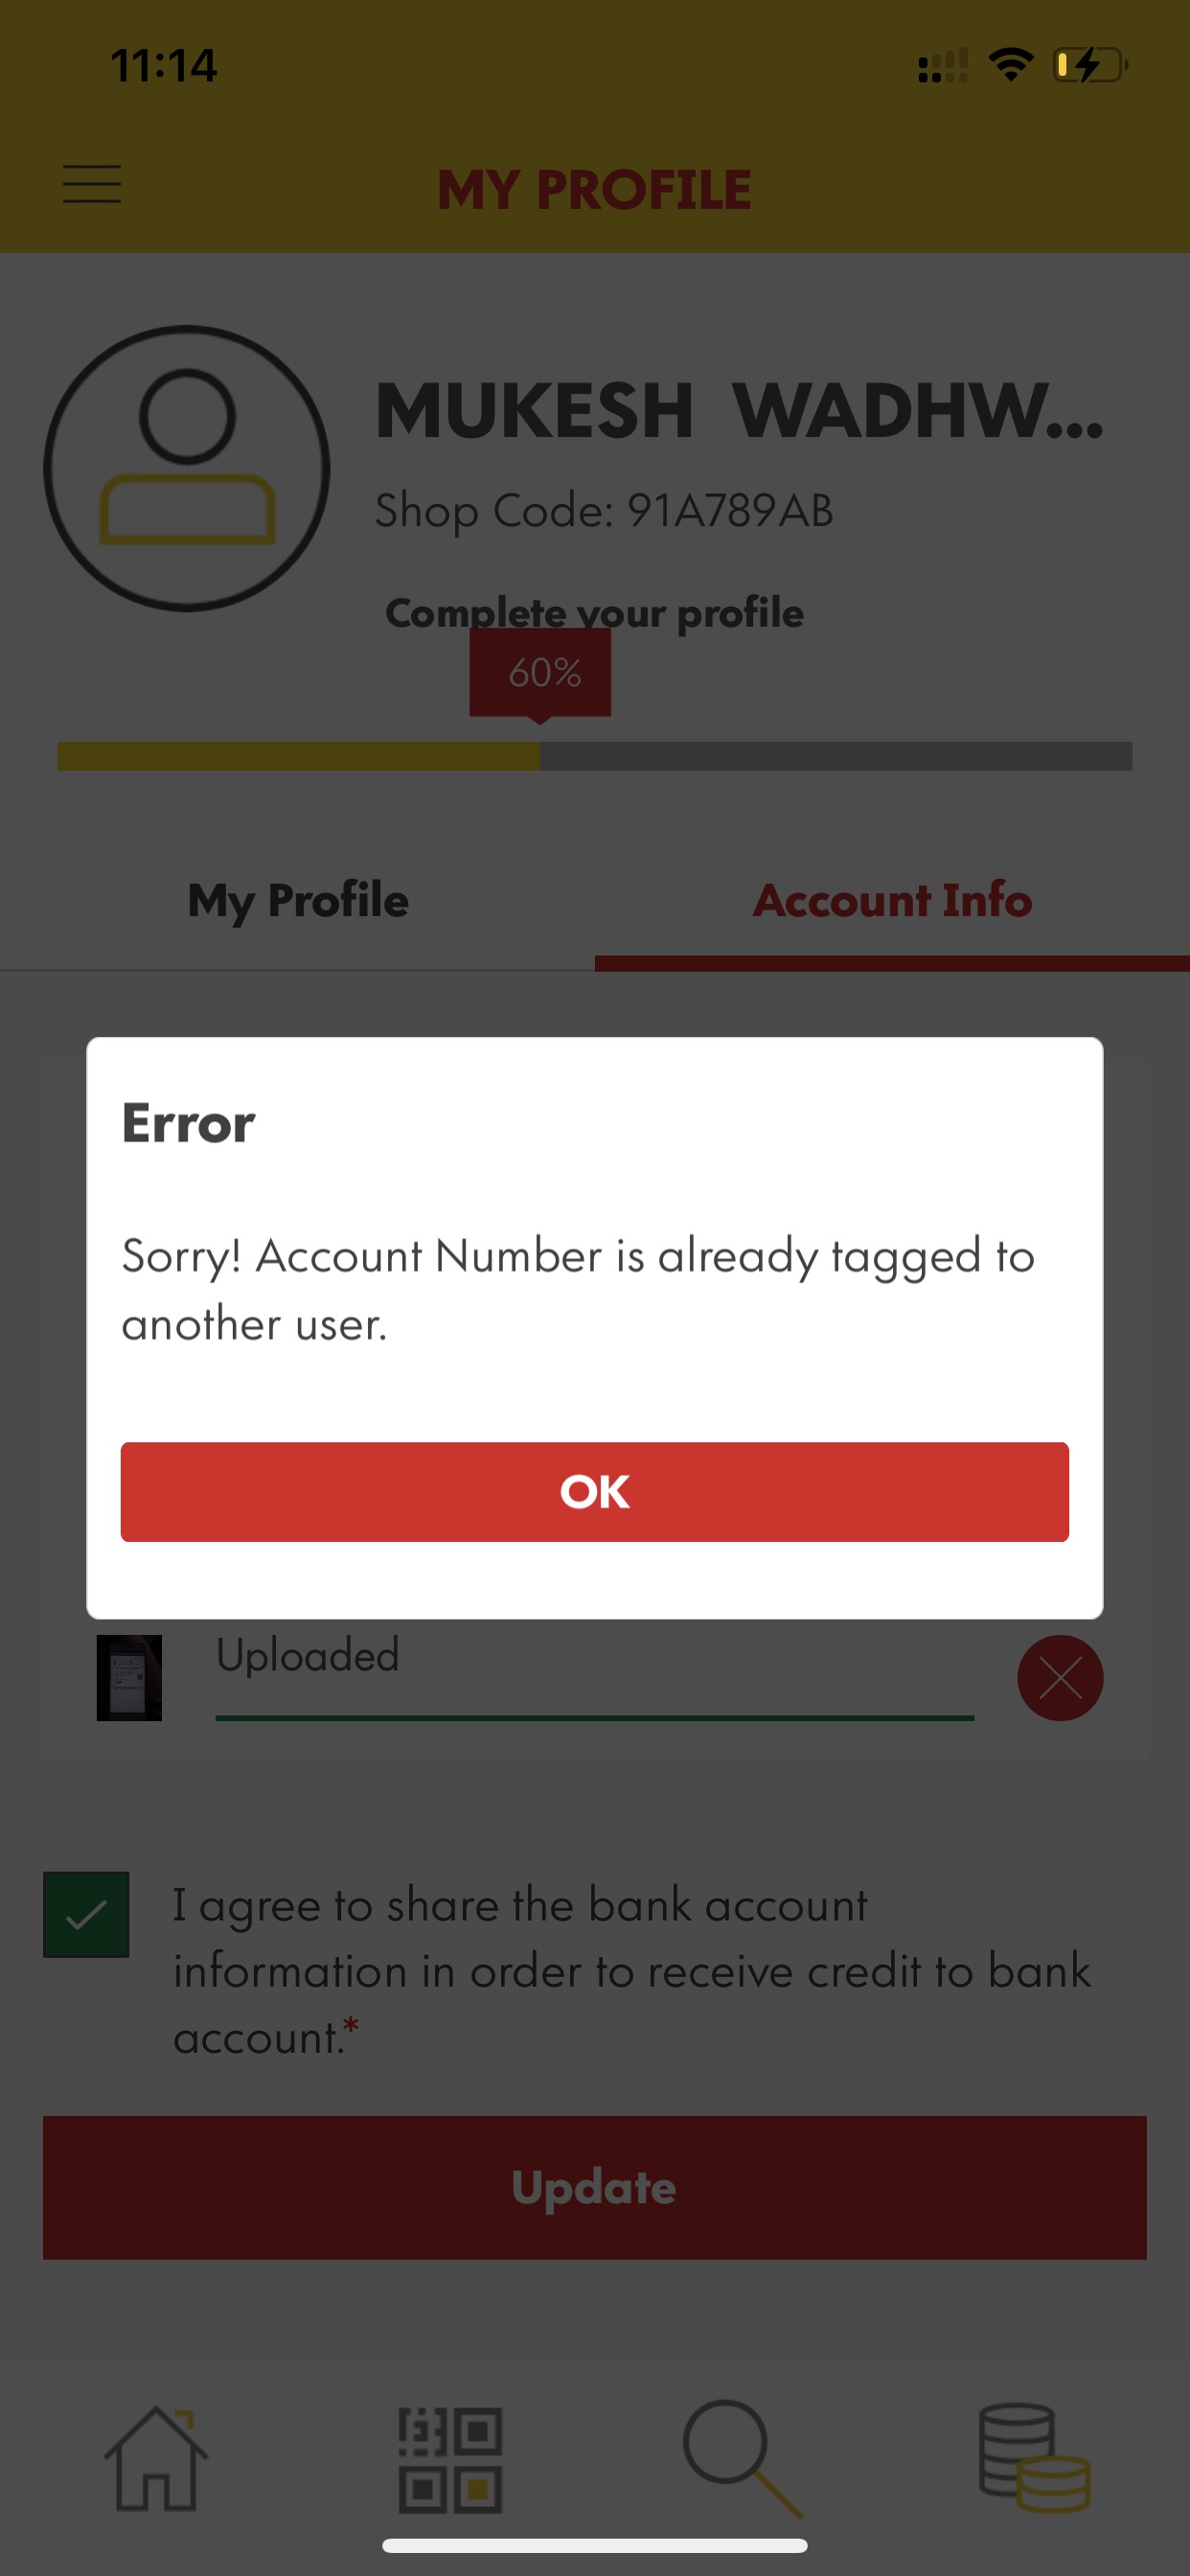 11:14
MY PROFILE
MUKESH WADHW...
Shop Code: 91A789AB
Complete your profile
60%
My Profile
Account Info
Error
Sorry! Account Number is already tagged to
another user.
OK
Uploaded
I agree to share the bank account
information in order to receive credit to bank
account.*
Update